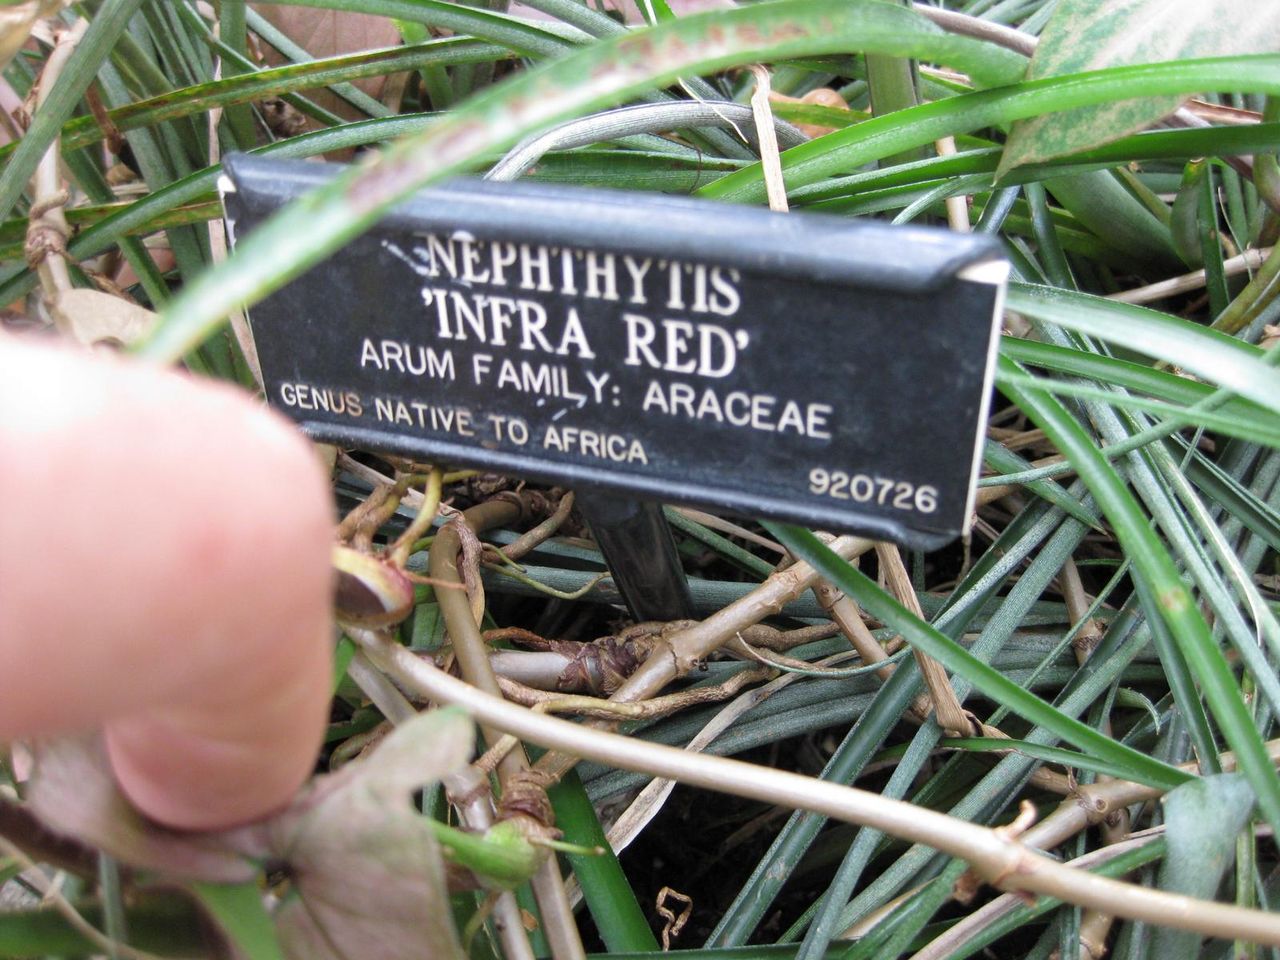 NEPHTHYTIS
'INFRA RED'
ARUM FAMILY: ARACEAE
GENUS NATIVE TO AFRICA
920726